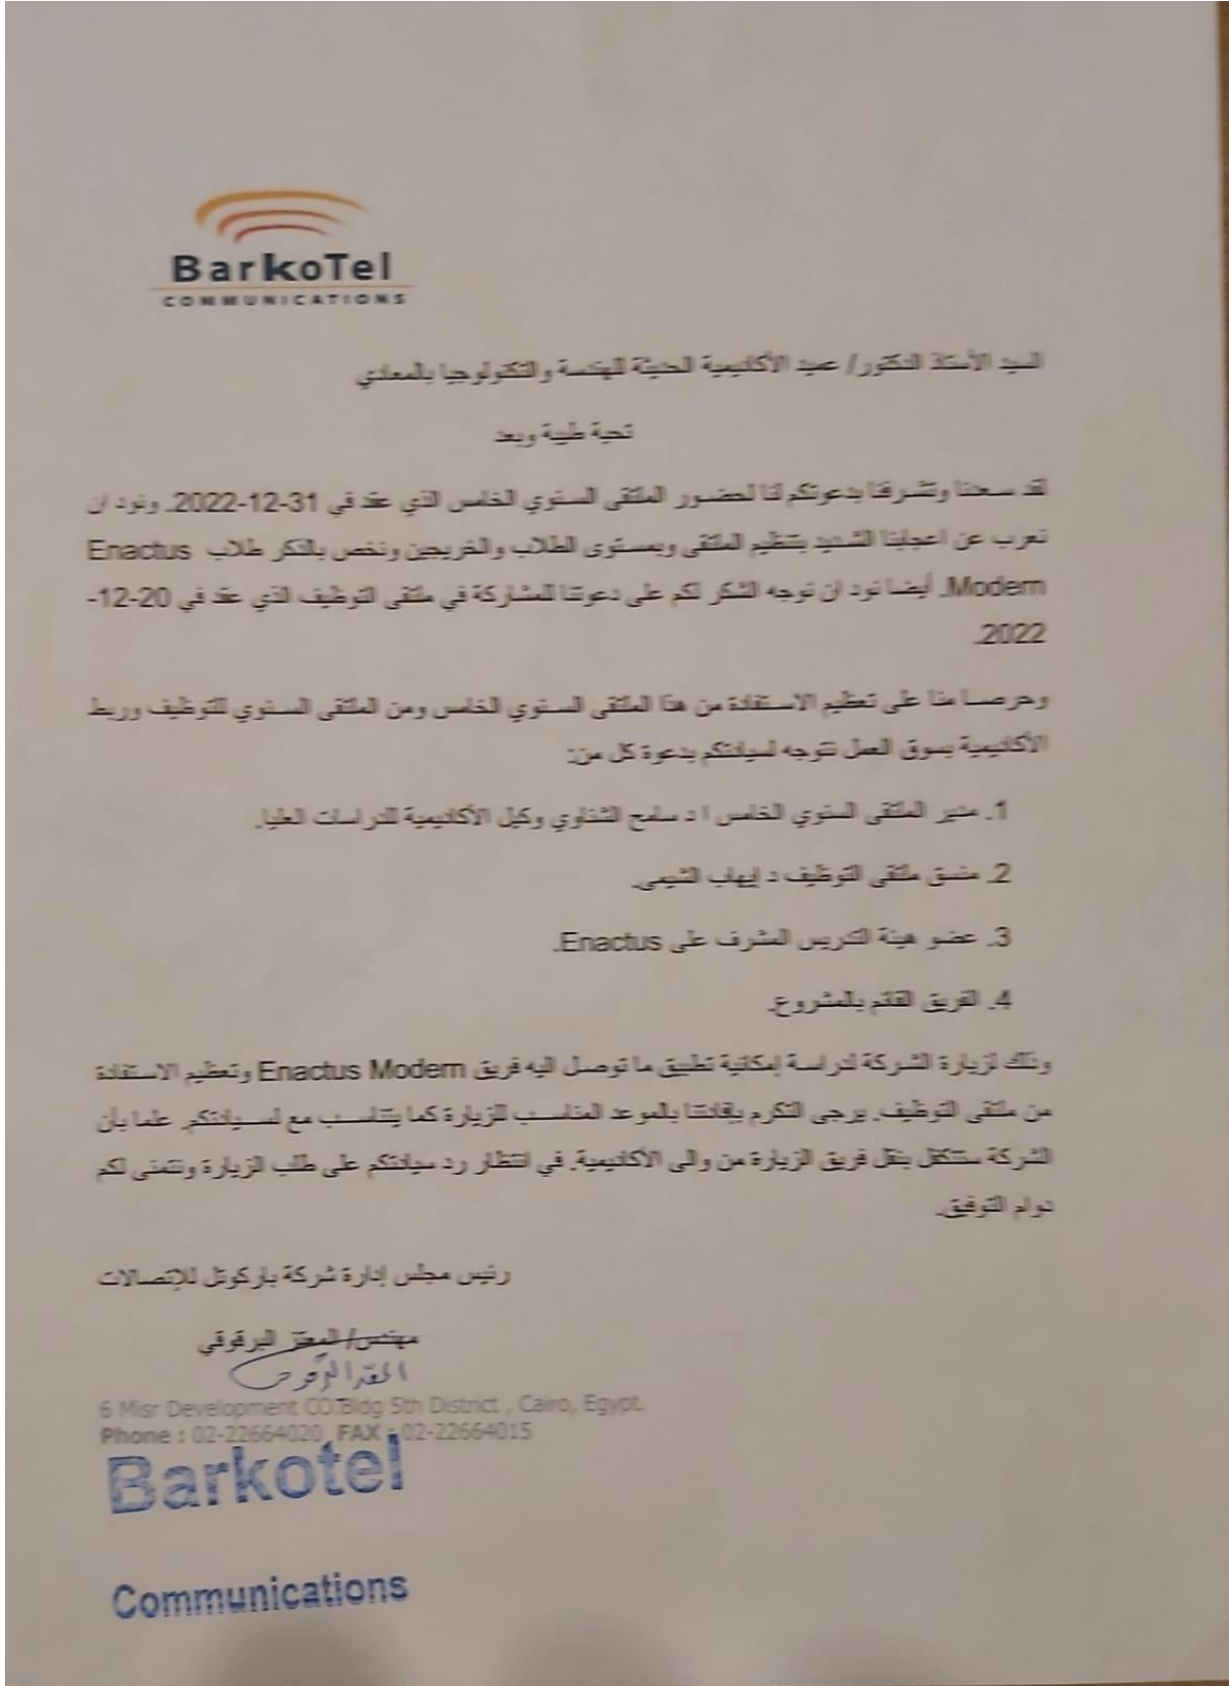 BarkoTel
COMMUNICATIONS
السيد الأستاذ الدكتور/ عميد الأكاديمية الحديثة للهندسة والتكنولوجيا بالمعادي
تحية طيبة وبعد
لقد سعدنا وتشرفنا بدعوتكم لنا لحضور الملتقى السنوي الخامس الذي عقد في 31-12-2022. ونود ان
نعرب عن اعجابنا الشديد بتنظيم الملتقى وبمستوى الطلاب والخريجين ونخص بالذكر طلاب Enactus
Modern. أيضا نود ان نوجه الشكر لكم على دعوتنا للمشاركة في ملتقى التوظيف الذي عقد في 20-12-
2022.
وحرصا منا على تعظيم الاستفادة من هذا الملتقى السنوي الخامس ومن الملتقى السنوي للتوظيف وربط
الأكاديمية بسوق العمل نتوجه لسيادتكم بدعوة كل من:
1. مدير الملتقى السنوي الخامس ا د سامح الشناوي وكيل الأكاديمية للدراسات العليا.
2. منسق ملتقى التوظيف د إيهاب الشيمى.
3. عضو هيئة التدريس المشرف على Enactus.
4. الفريق القائم بالمشروع.
وذلك لزيارة الشركة لدراسة إمكانية تطبيق ما توصل اليه فريق Enactus Modern وتعظيم الاستفادة
من ملتقى التوظيف. يرجى التكرم بإفادتنا بالموعد المناسب للزيارة كما يتناسب مع لسيادتكم. علما بأن
الشركة ستتكفل بنقل فريق الزيارة من والى الأكاديمية. في انتظار رد سيادتكم على طلب الزيارة ونتمنى لكم
دوام التوفيق.
رئيس مجلس إدارة شركة باركوتل للإتصالات
مهندس/ المعتز البرقوقي
6 Misr Development CO.Bldg 5th District , Cairo, Egypt.
Phone : 02-22664020 FAX : 02-22664015
Barkotel
Communications